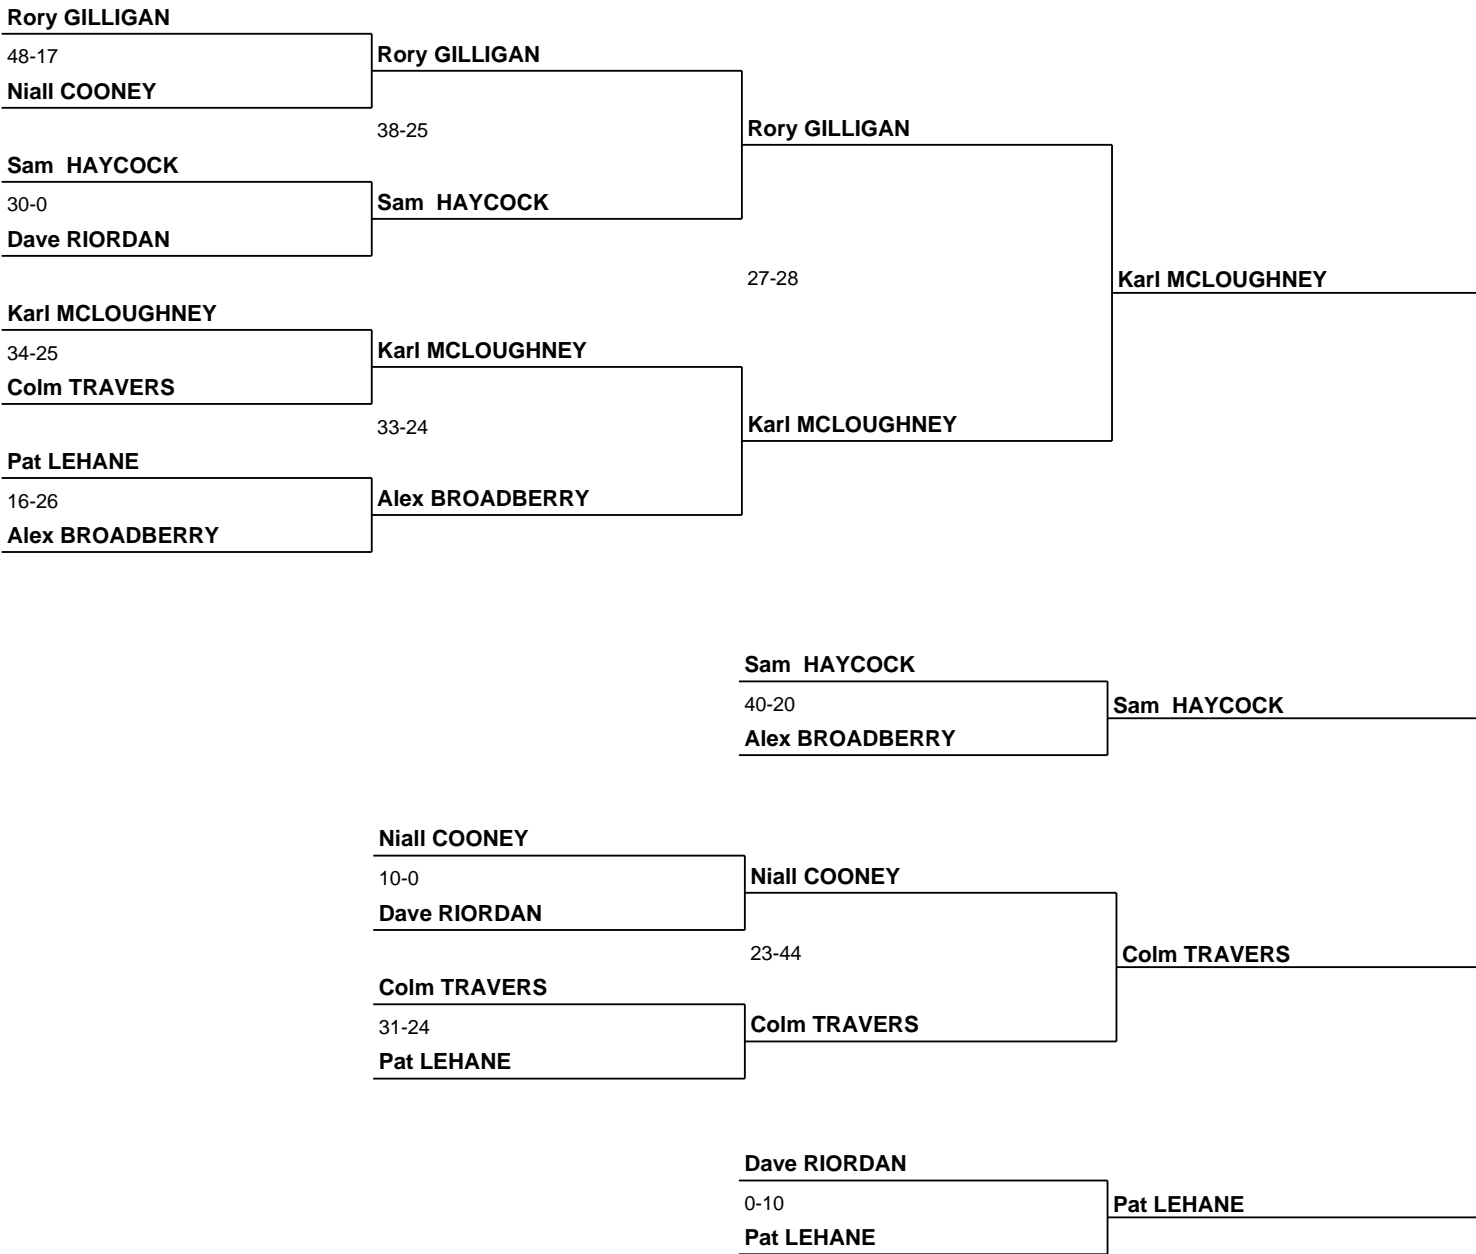 Rory GILLIGAN
48-17
Rory GILLIGAN
Niall COONEY
38-25
Rory GILLIGAN
Sam  HAYCOCK
30-0
Sam  HAYCOCK
Dave RIORDAN
27-28
Karl MCLOUGHNEY
Karl MCLOUGHNEY
34-25
Karl MCLOUGHNEY
Colm TRAVERS
33-24
Karl MCLOUGHNEY
Pat LEHANE
16-26
Alex BROADBERRY
Alex BROADBERRY
Sam  HAYCOCK
40-20
Sam  HAYCOCK
Alex BROADBERRY
Niall COONEY
10-0
Niall COONEY
Dave RIORDAN
23-44
Colm TRAVERS
Colm TRAVERS
31-24
Colm TRAVERS
Pat LEHANE
Dave RIORDAN
0-10
Pat LEHANE
Pat LEHANE